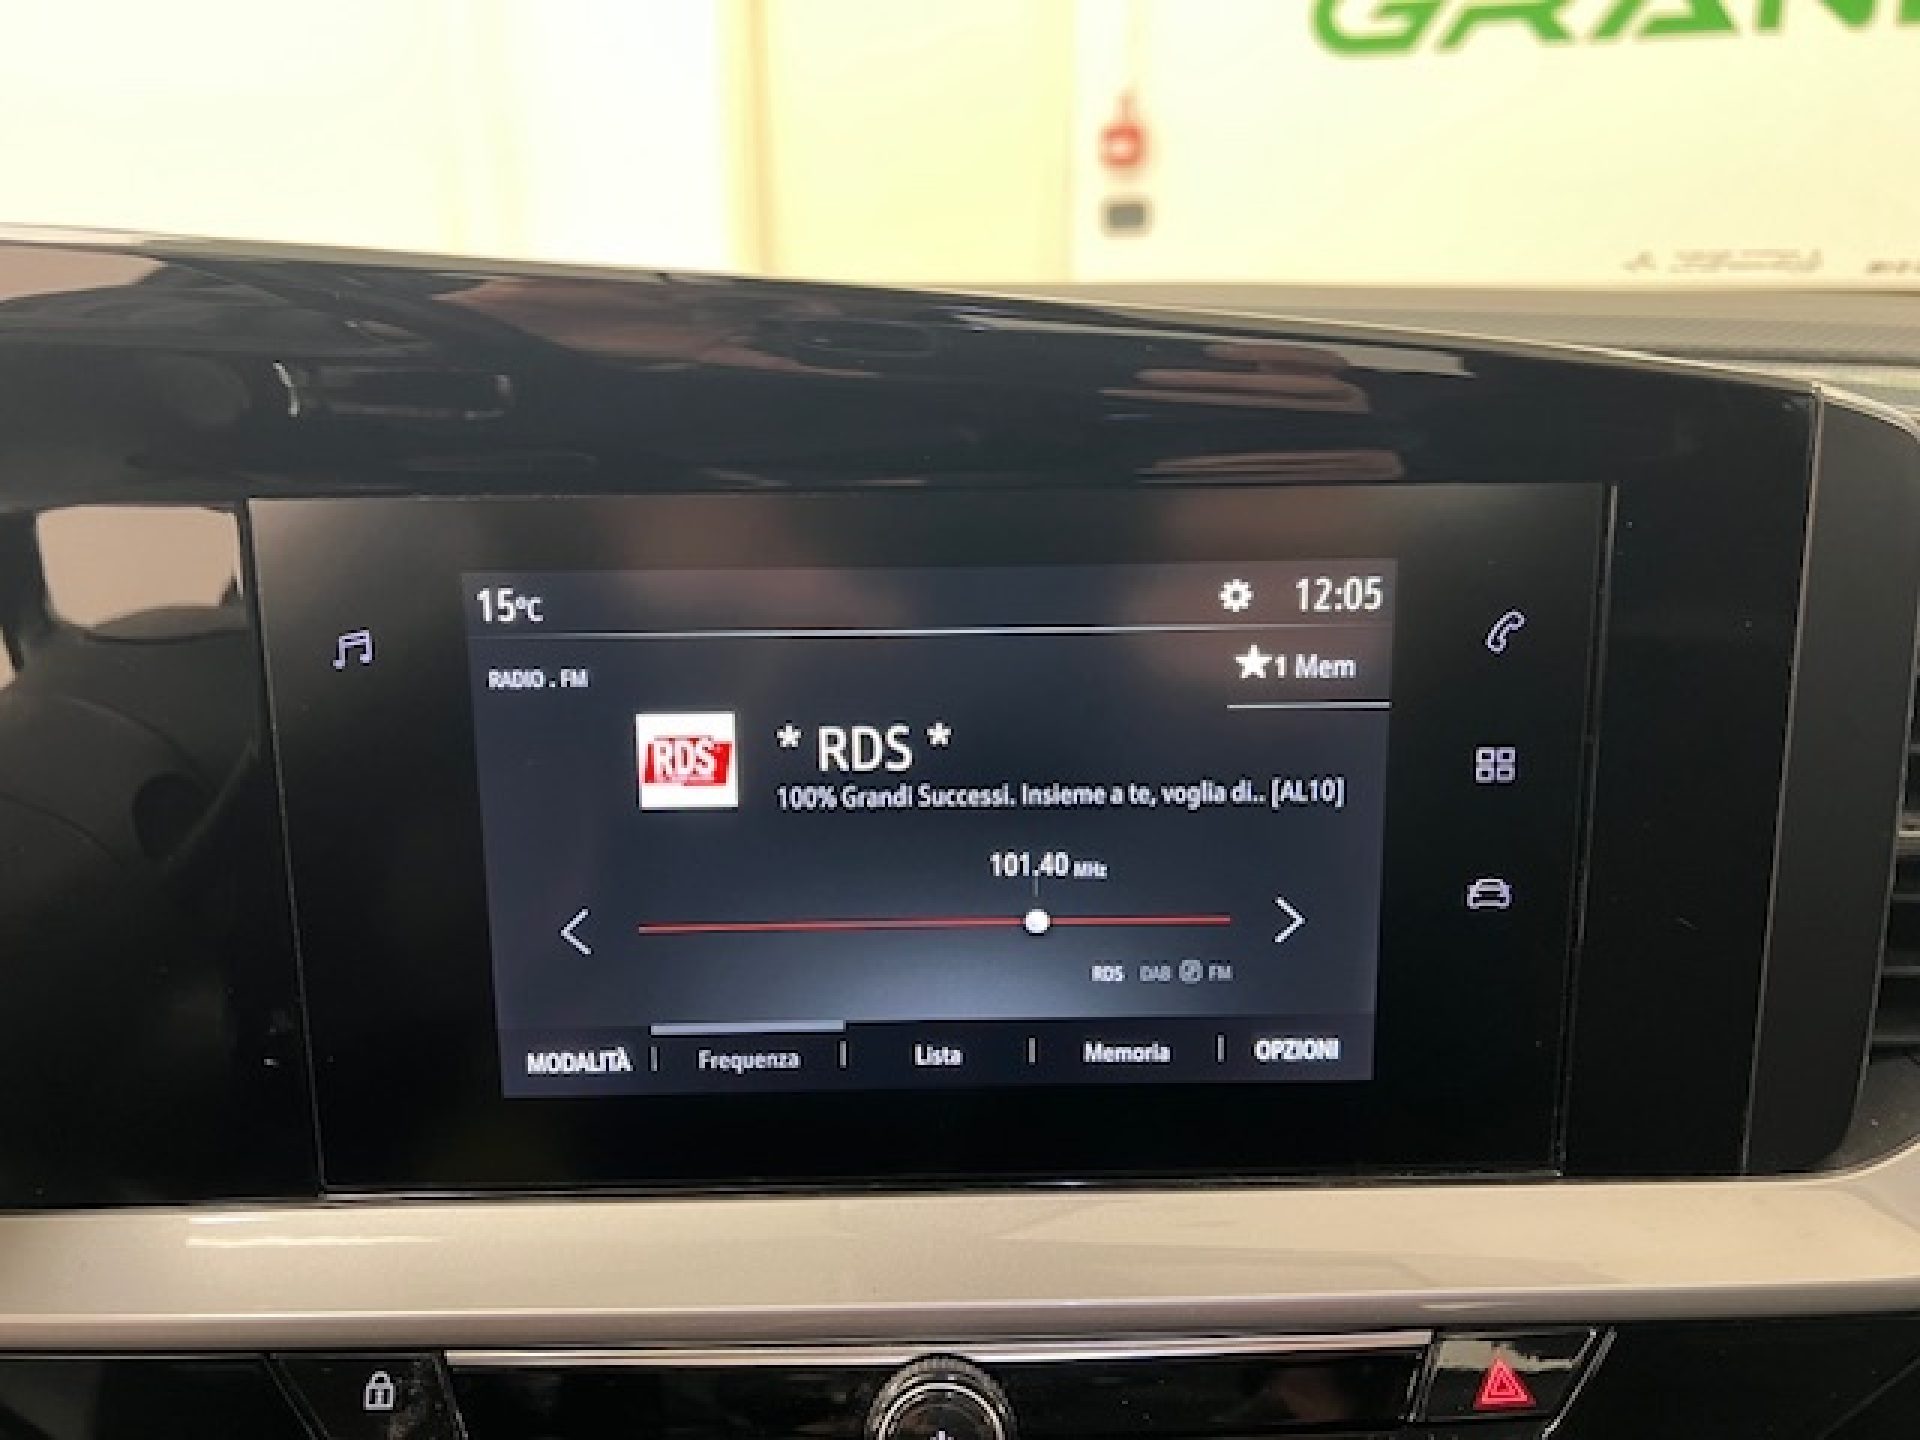 GRAN
15°C
12:05
RADIO . FM
1 Mem
RDS
* RDS *
100% Grandi Successi. Insieme a te, voglia di.. [AL10]
101.40 MHz
RDS DAB FM
MODALITÀ | Frequenza | Lista | Memoria | OPZIONI